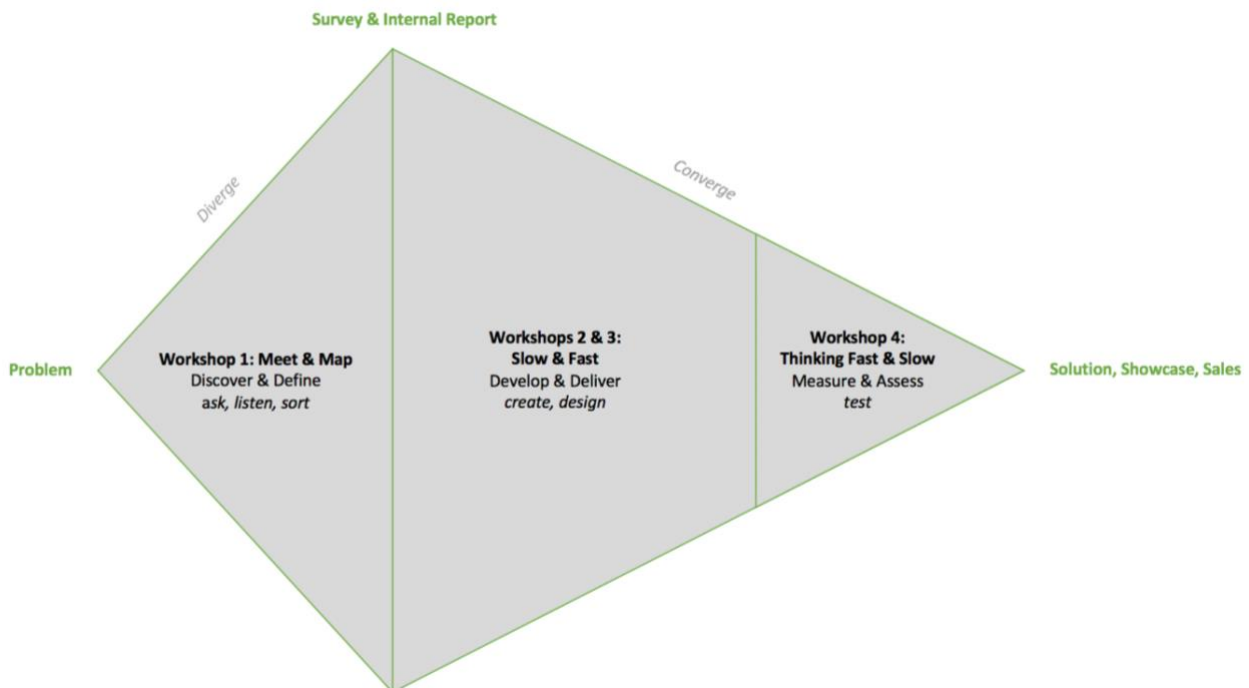 Survey & Internal Report
Diverge
Converge
Problem
Workshop 1: Meet & Map
Discover & Define
ask, listen, sort
Workshops 2 & 3:
Slow & Fast
Develop & Deliver
create, design
Workshop 4:
Thinking Fast & Slow
Measure & Assess
test
Solution, Showcase, Sales